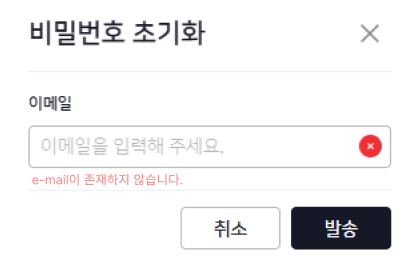 비밀번호 초기화
이메일
이메일을 입력해 주세요.
e-mail이 존재하지 않습니다.
취소
발송